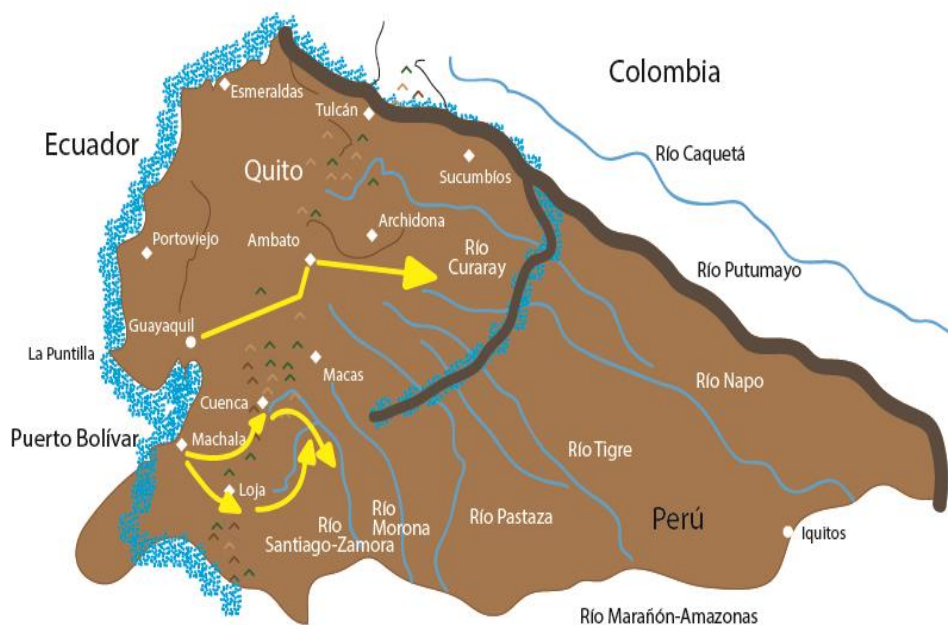 Colombia
Esmeraldas
Tulcán
Ecuador
Río Caquetá
Quito
Sucumbíos
Archidona
Portoviejo
Ambato
Río
Curaray
Río Putumayo
Guayaquil
La Puntilla
Macas
Río Napo
Cuenca
Puerto Bolívar
Machala
Río Tigre
Loja
Río
Morona
Río Pastaza
Perú
Río
Santiago-Zamora
Iquitos
Río Marañón-Amazonas